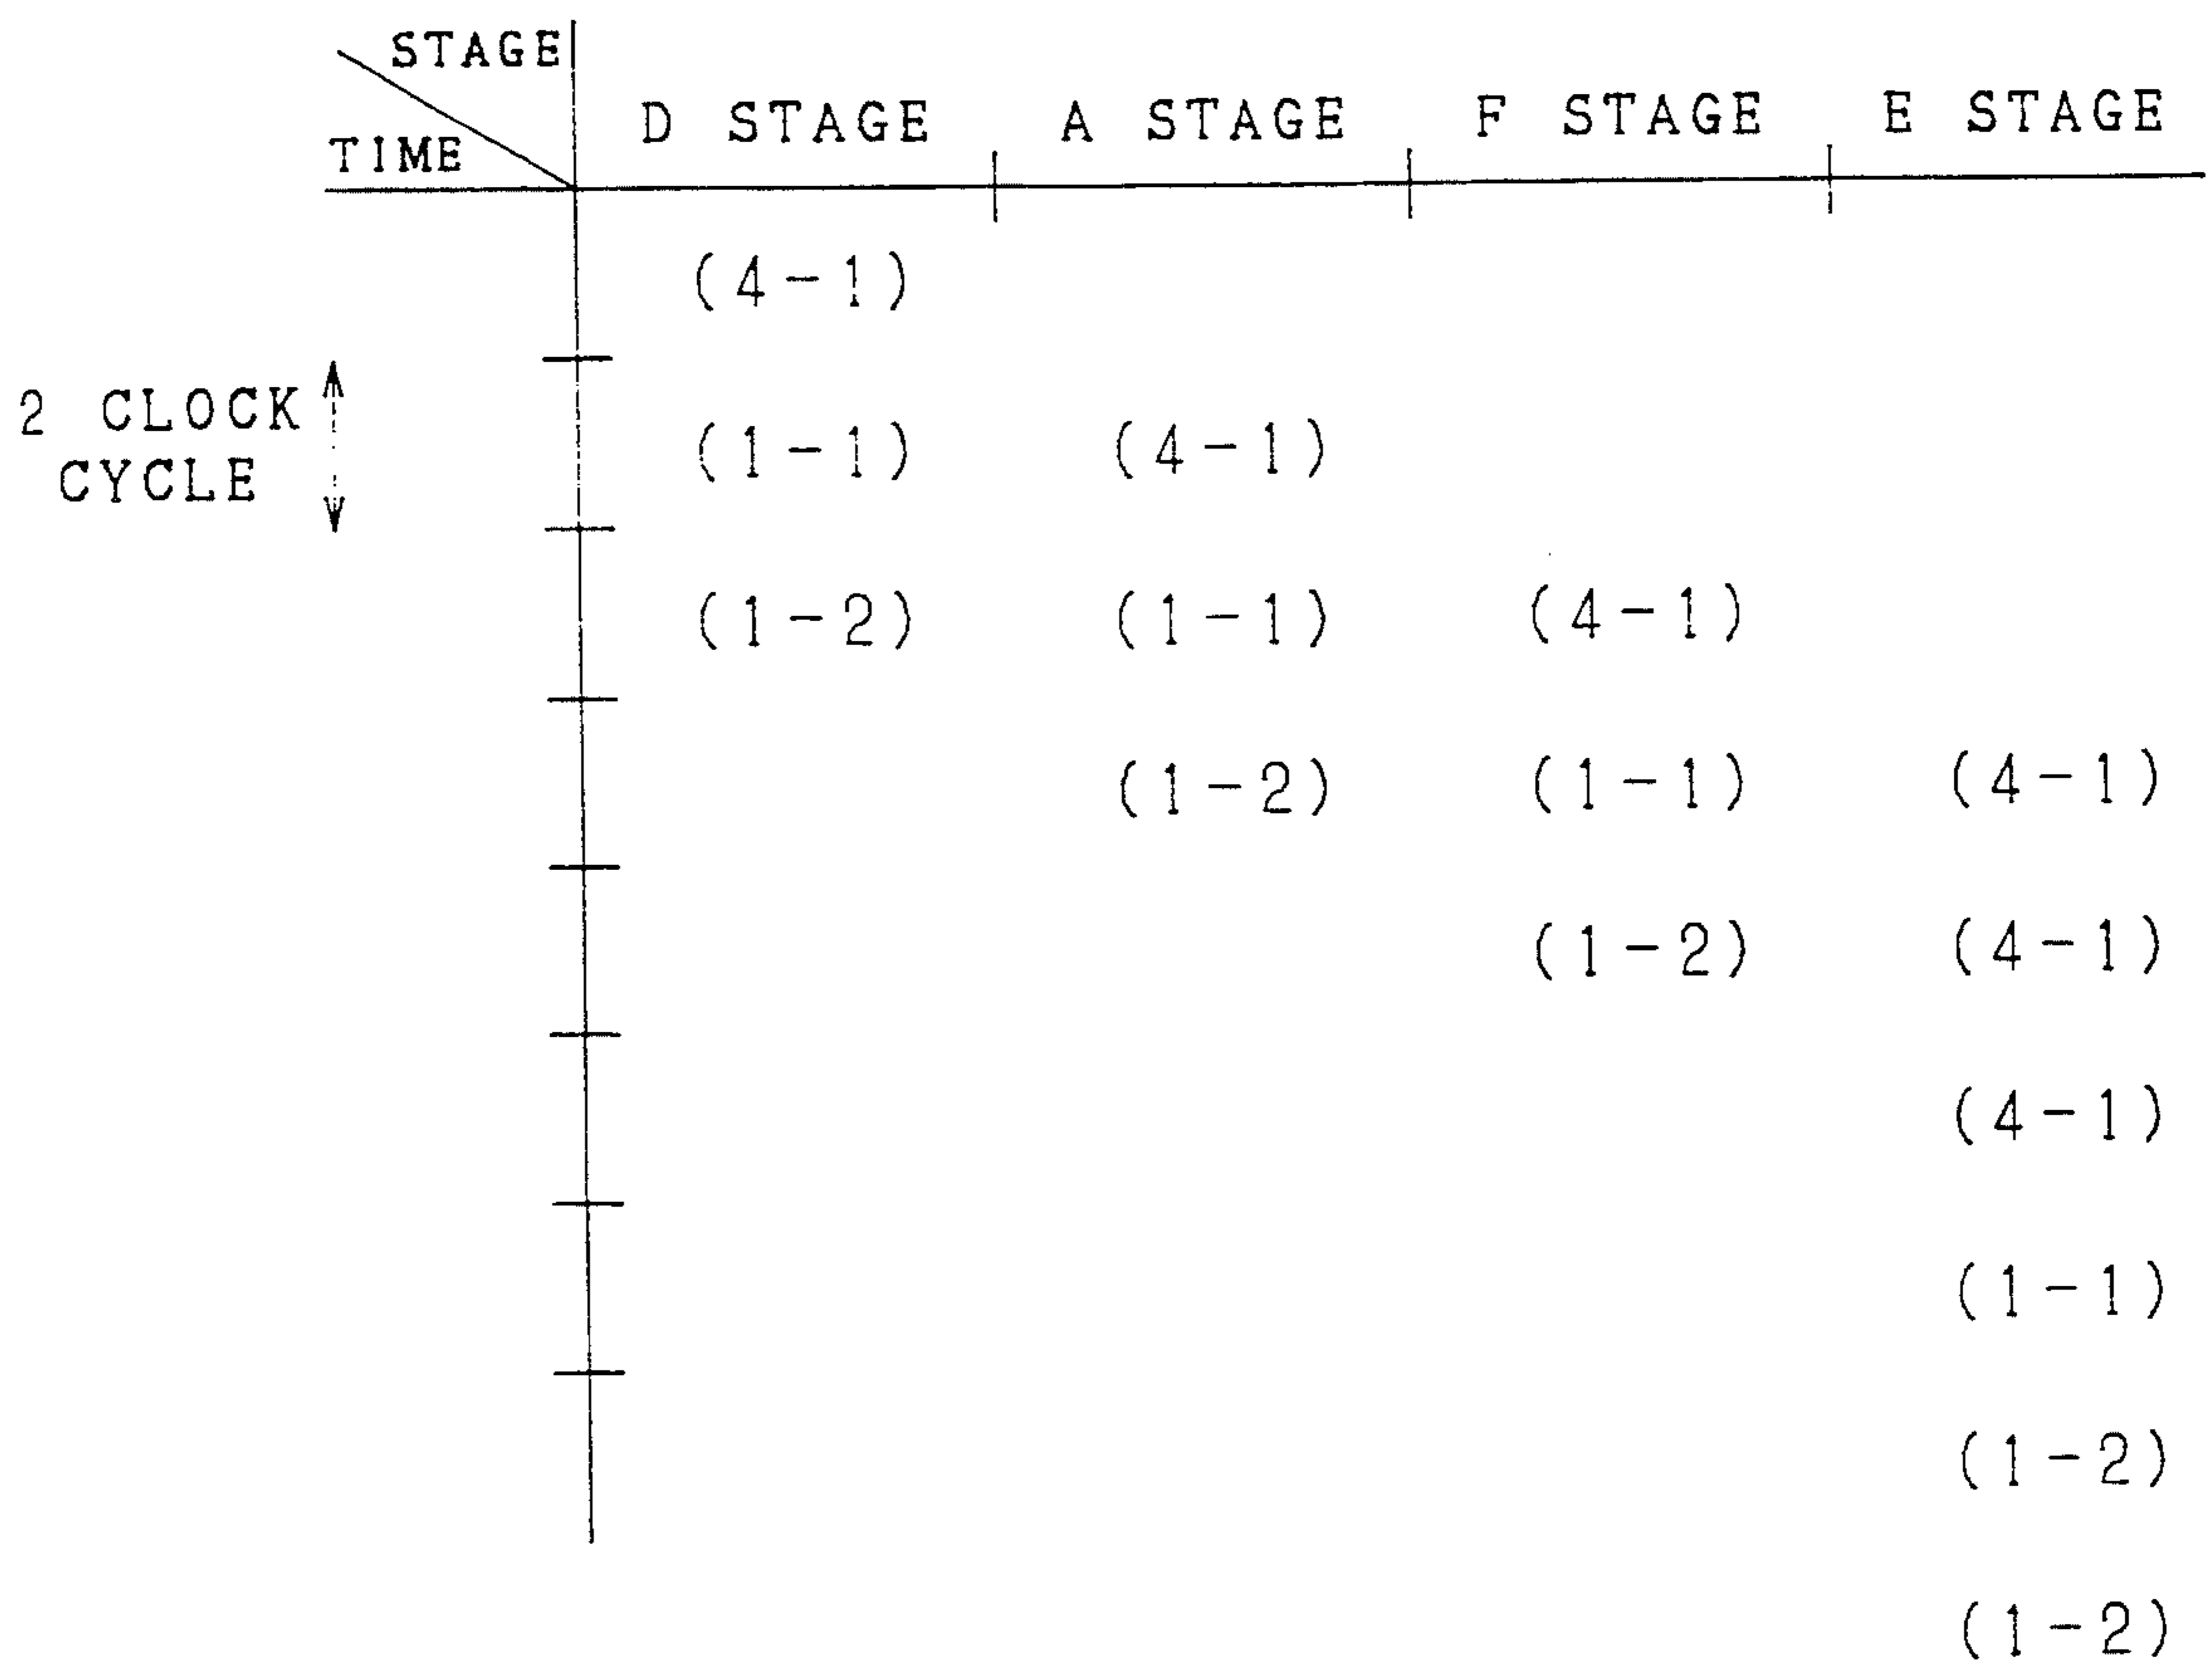 STAGE
TIME
D STAGE A STAGE F STAGE E STAGE
(4-1)
2 CLOCK
CYCLE
(1-1) (4-1)
(1-2) (1-1) (4-1)
(1-2) (1-1) (4-1)
(1-2) (4-1)
(4-1)
(1-1)
(1-2)
(1-2)